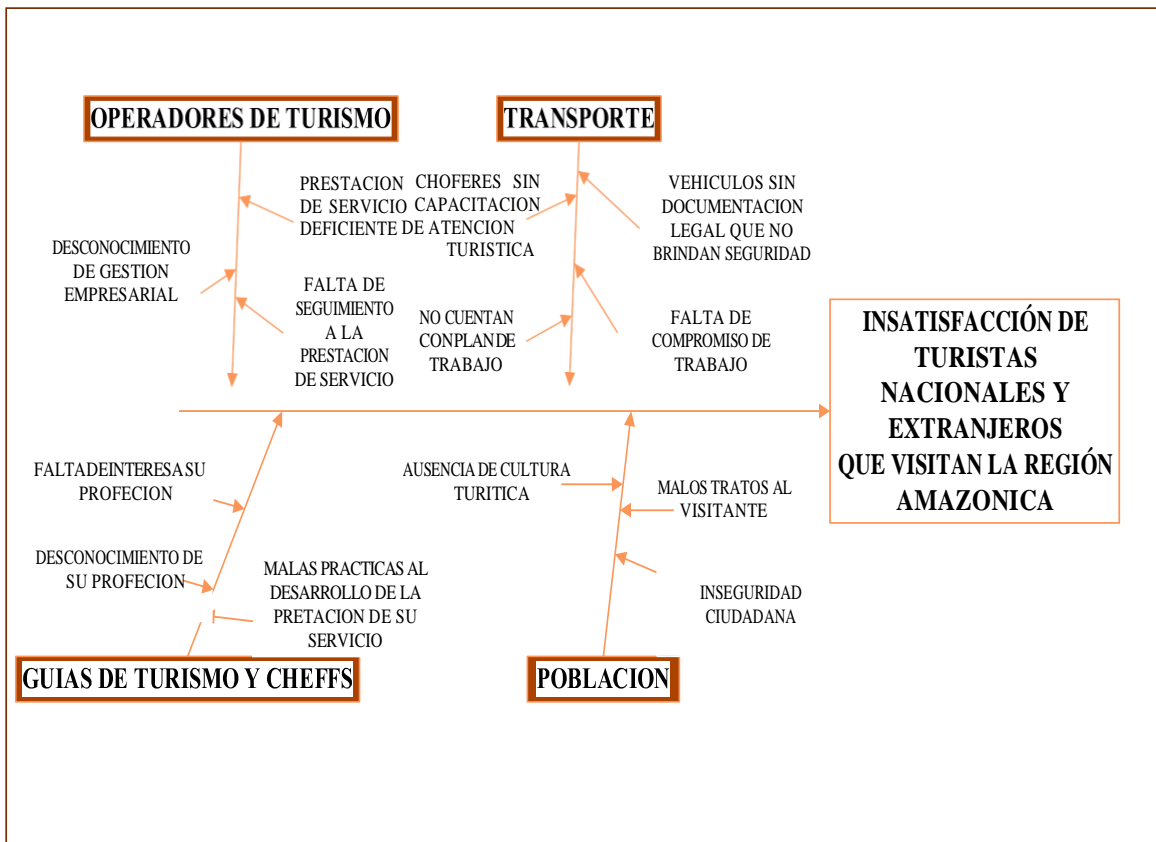 OPERADORES DE TURISMO
TRANSPORTE
PRESTACION
DE SERVICIO
DEFICIENTE
CHOFERES SIN
CAPACITACION
DE ATENCION
TURISTICA
VEHICULOS SIN
DOCUMENTACION
LEGAL QUE NO
BRINDAN SEGURIDAD
DESCONOCIMIENTO
DE GESTION
EMPRESARIAL
FALTA DE
SEGUIMIENTO
A LA
PRESTACION
DE SERVICIO
NO CUENTAN
CONPLANDE
TRABAJO
FALTA DE
COMPROMISO DE
TRABAJO
INSATISFACCIÓN DE
TURISTAS
NACIONALES Y
EXTRANJEROS
QUE VISITAN LA REGIÓN
AMAZONICA
FALTADEINTERESA SU
PROFECION
AUSENCIA DE CULTURA
TURITICA
MALOS TRATOS AL
VISITANTE
DESCONOCIMIENTO DE
SU PROFECION
MALAS PRACTICAS AL
DESARROLLO DE LA
PRETACION DE SU
SERVICIO
INSEGURIDAD
CIUDADANA
GUIAS DE TURISMO Y CHEFFS
POBLACION